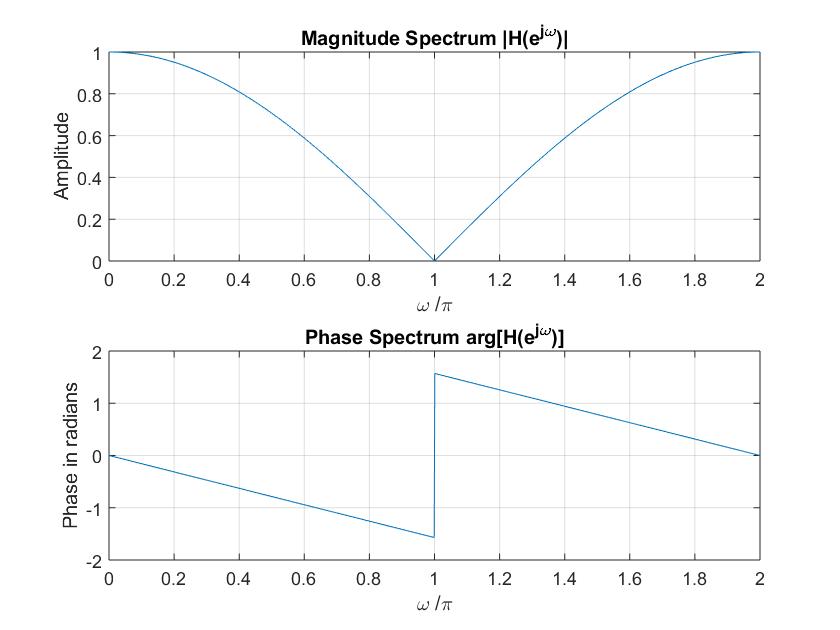 Magnitude Spectrum |H(e^jω)|
Amplitude
1
0.8
0.6
0.4
0.2
0
0 0.2 0.4 0.6 0.8 1 1.2 1.4 1.6 1.8 2
ω /π
Phase Spectrum arg[H(e^jω)]
Phase in radians
2
1
0
-1
-2
0 0.2 0.4 0.6 0.8 1 1.2 1.4 1.6 1.8 2
ω /π